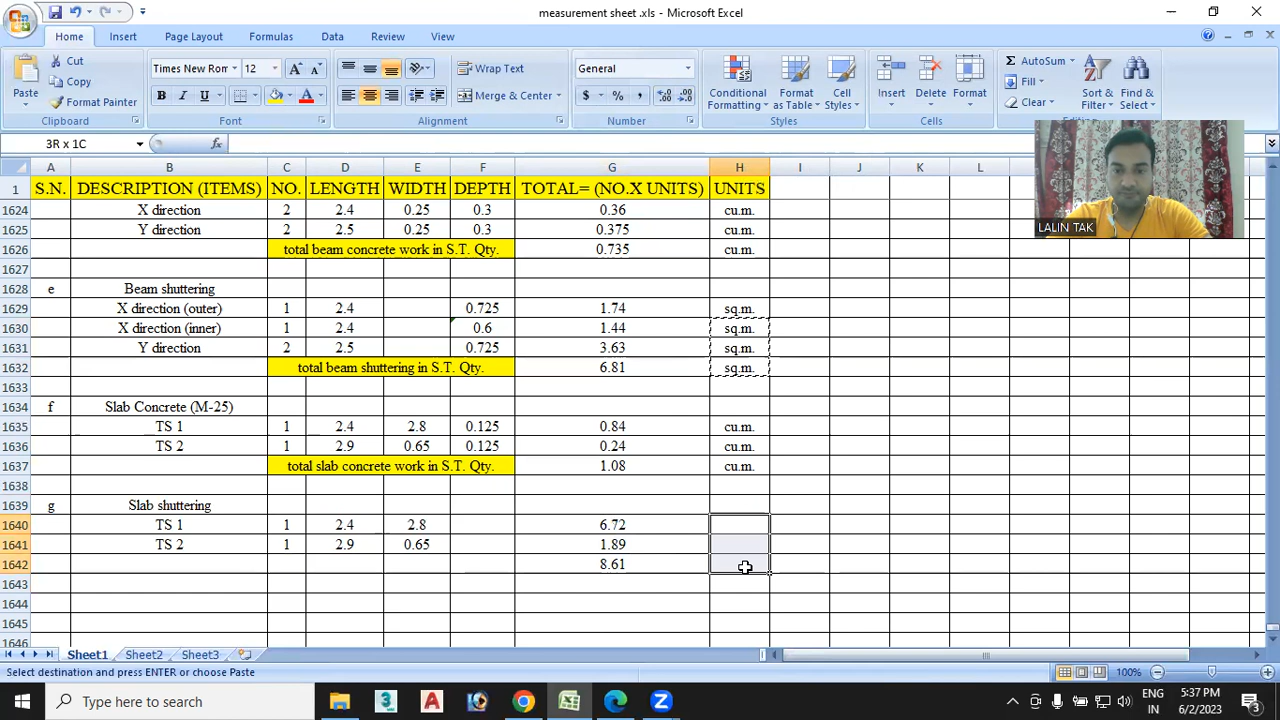 measurement sheet .xls - Microsoft Excel
Home Insert Page Layout Formulas Data Review View
Paste Cut Copy Format Painter Clipboard
Times New Rom 12 B I U A A A Font
Wrap Text Merge & Center Alignment
General $ % , Number
Conditional Formatting Format as Table Cell Styles Styles
Insert Delete Format Cells
Σ AutoSum Fill Clear Sort & Filter Find & Select
3R x 1C fx
LALIN TAK
A B C D E F G H I J K L
1 S.N. DESCRIPTION (ITEMS) NO. LENGTH WIDTH DEPTH TOTAL= (NO.X UNITS) UNITS
1624 X direction 2 2.4 0.25 0.3 0.36 cu.m.
1625 Y direction 2 2.5 0.25 0.3 0.375 cu.m.
1626 total beam concrete work in S.T. Qty. 0.735 cu.m.
1627
1628 e Beam shuttering
1629 X direction (outer) 1 2.4 0.725 1.74 sq.m.
1630 X direction (inner) 1 2.4 0.6 1.44 sq.m.
1631 Y direction 2 2.5 0.725 3.63 sq.m.
1632 total beam shuttering in S.T. Qty. 6.81 sq.m.
1633
1634 f Slab Concrete (M-25)
1635 TS 1 1 2.4 2.8 0.125 0.84 cu.m.
1636 TS 2 1 2.9 0.65 0.125 0.24 cu.m.
1637 total slab concrete work in S.T. Qty. 1.08 cu.m.
1638
1639 g Slab shuttering
1640 TS 1 1 2.4 2.8 6.72
1641 TS 2 1 2.9 0.65 1.89
1642 8.61
1643
1644
1645
1646
Sheet1 Sheet2 Sheet3
Select destination and press ENTER or choose Paste 100%
Type here to search
ENG IN 5:37 PM 6/2/2023